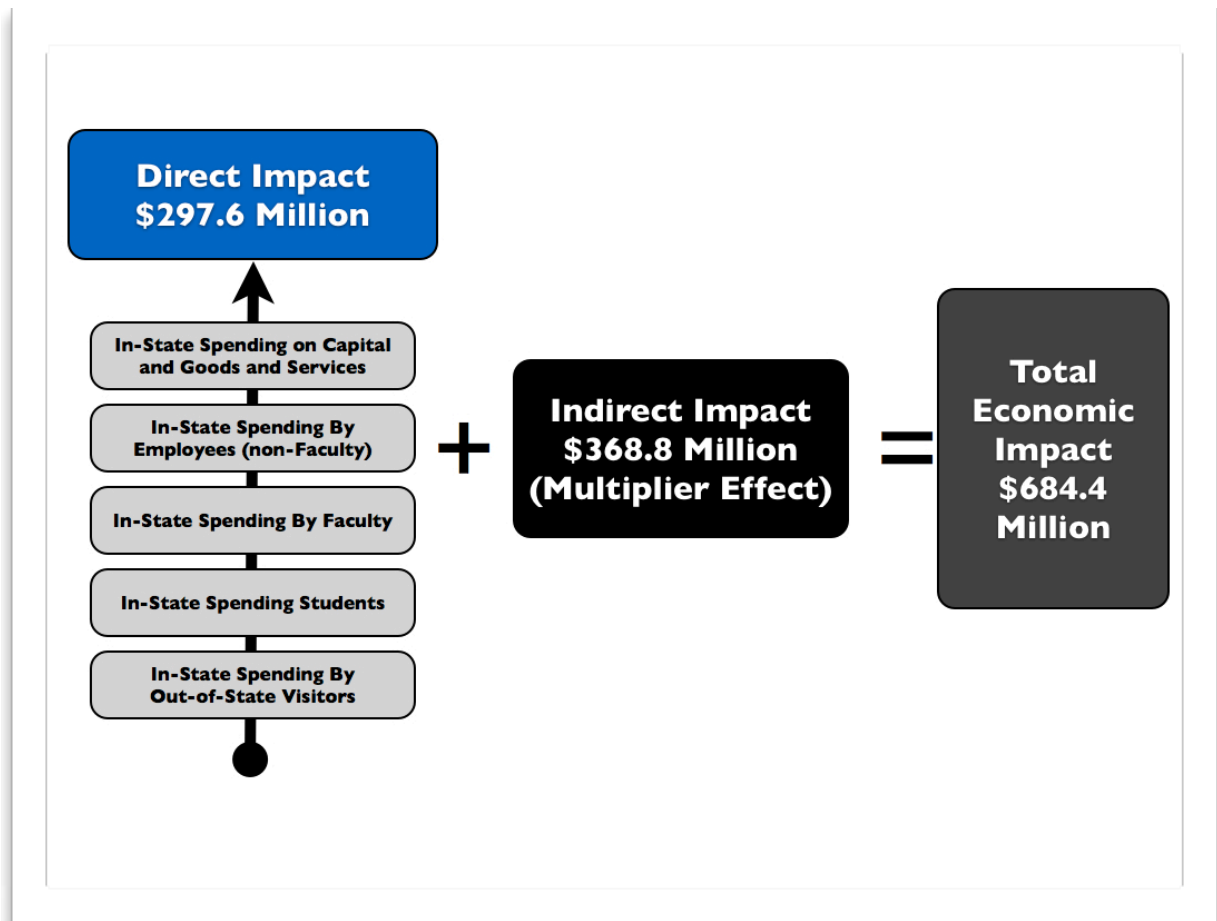 Direct Impact
$297.6 Million
In-State Spending on Capital
and Goods and Services
In-State Spending By
Employees (non-Faculty)
In-State Spending By Faculty
In-State Spending Students
In-State Spending By
Out-of-State Visitors
+
Indirect Impact
$368.8 Million
(Multiplier Effect)
=
Total
Economic
Impact
$684.4
Million